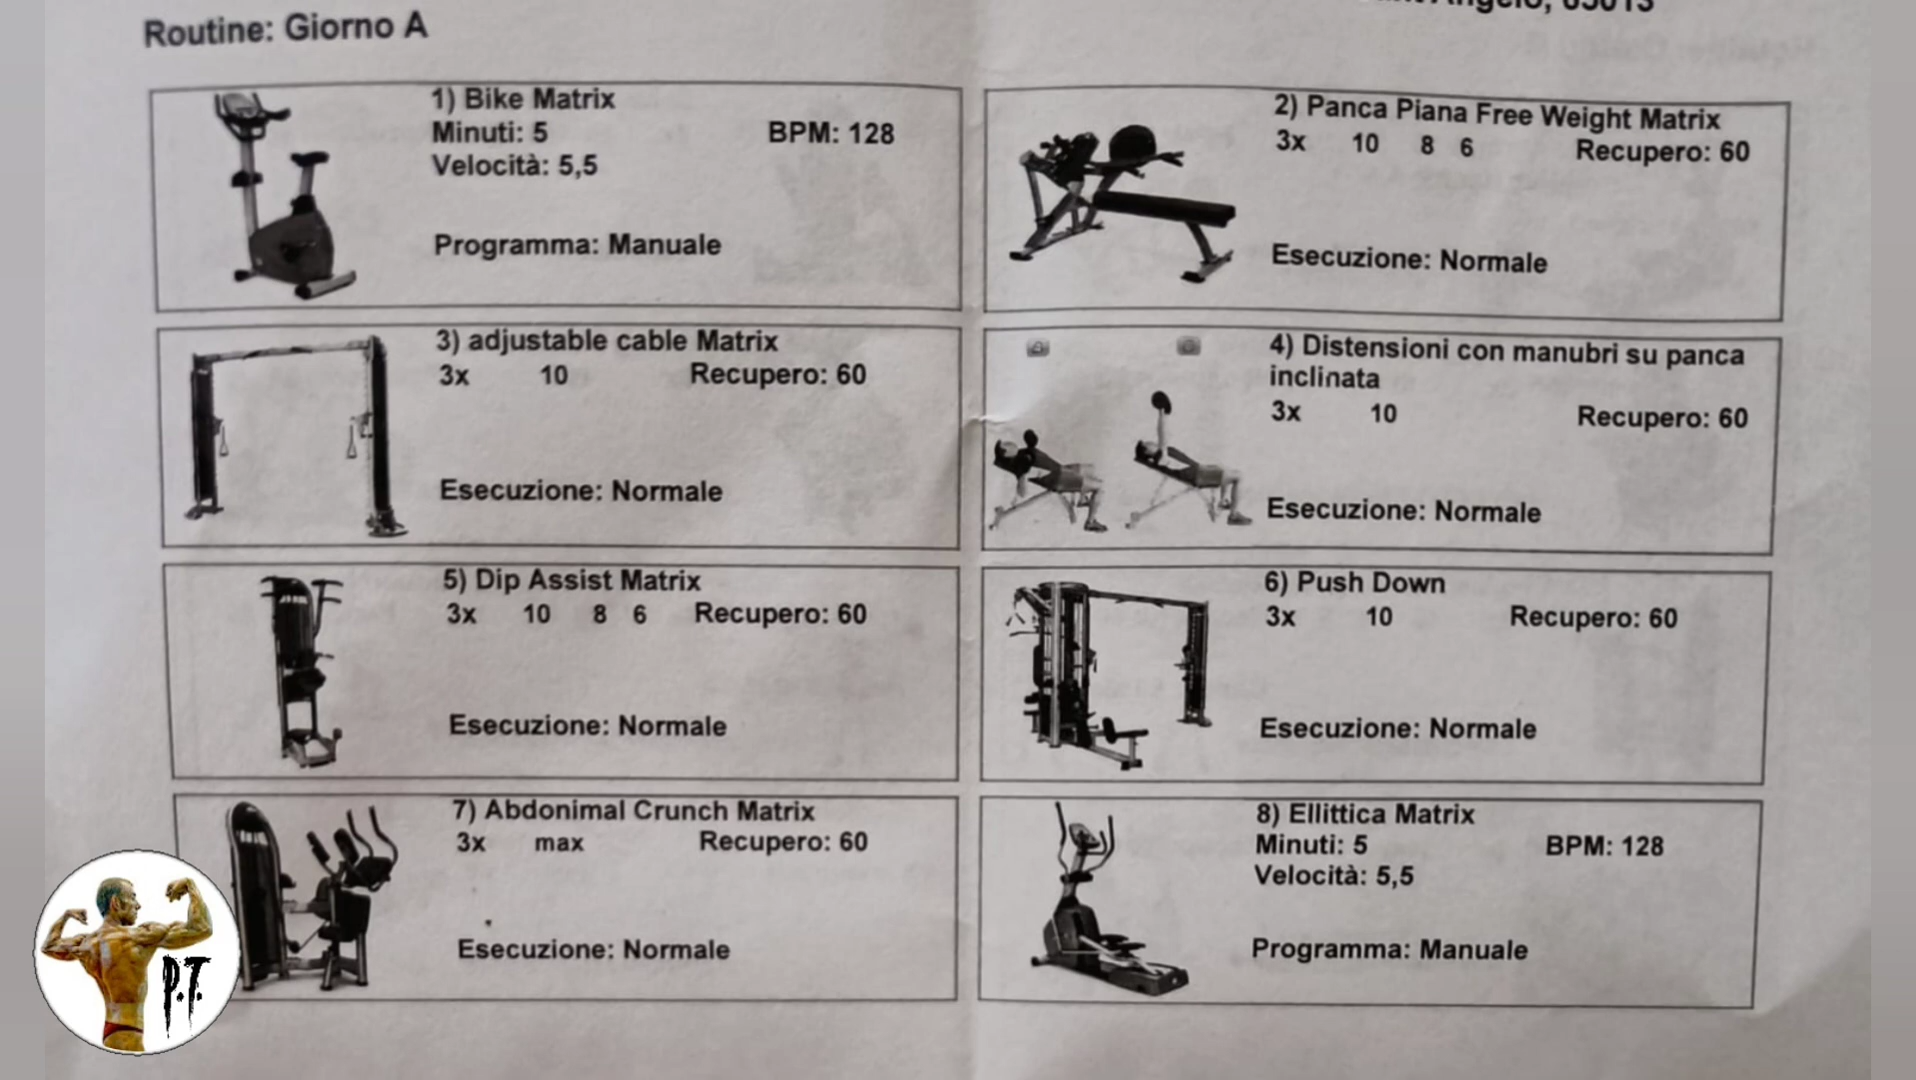 Routine: Giorno A
1) Bike Matrix
Minuti: 5 BPM: 128
Velocità: 5,5
Programma: Manuale
2) Panca Piana Free Weight Matrix
3x 10 8 6 Recupero: 60
Esecuzione: Normale
3) adjustable cable Matrix
3x 10 Recupero: 60
Esecuzione: Normale
4) Distensioni con manubri su panca
inclinata
3x 10 Recupero: 60
Esecuzione: Normale
5) Dip Assist Matrix
3x 10 8 6 Recupero: 60
Esecuzione: Normale
6) Push Down
3x 10 Recupero: 60
Esecuzione: Normale
7) Abdonimal Crunch Matrix
3x max Recupero: 60
Esecuzione: Normale
8) Ellittica Matrix
Minuti: 5 BPM: 128
Velocità: 5,5
Programma: Manuale
P.T.